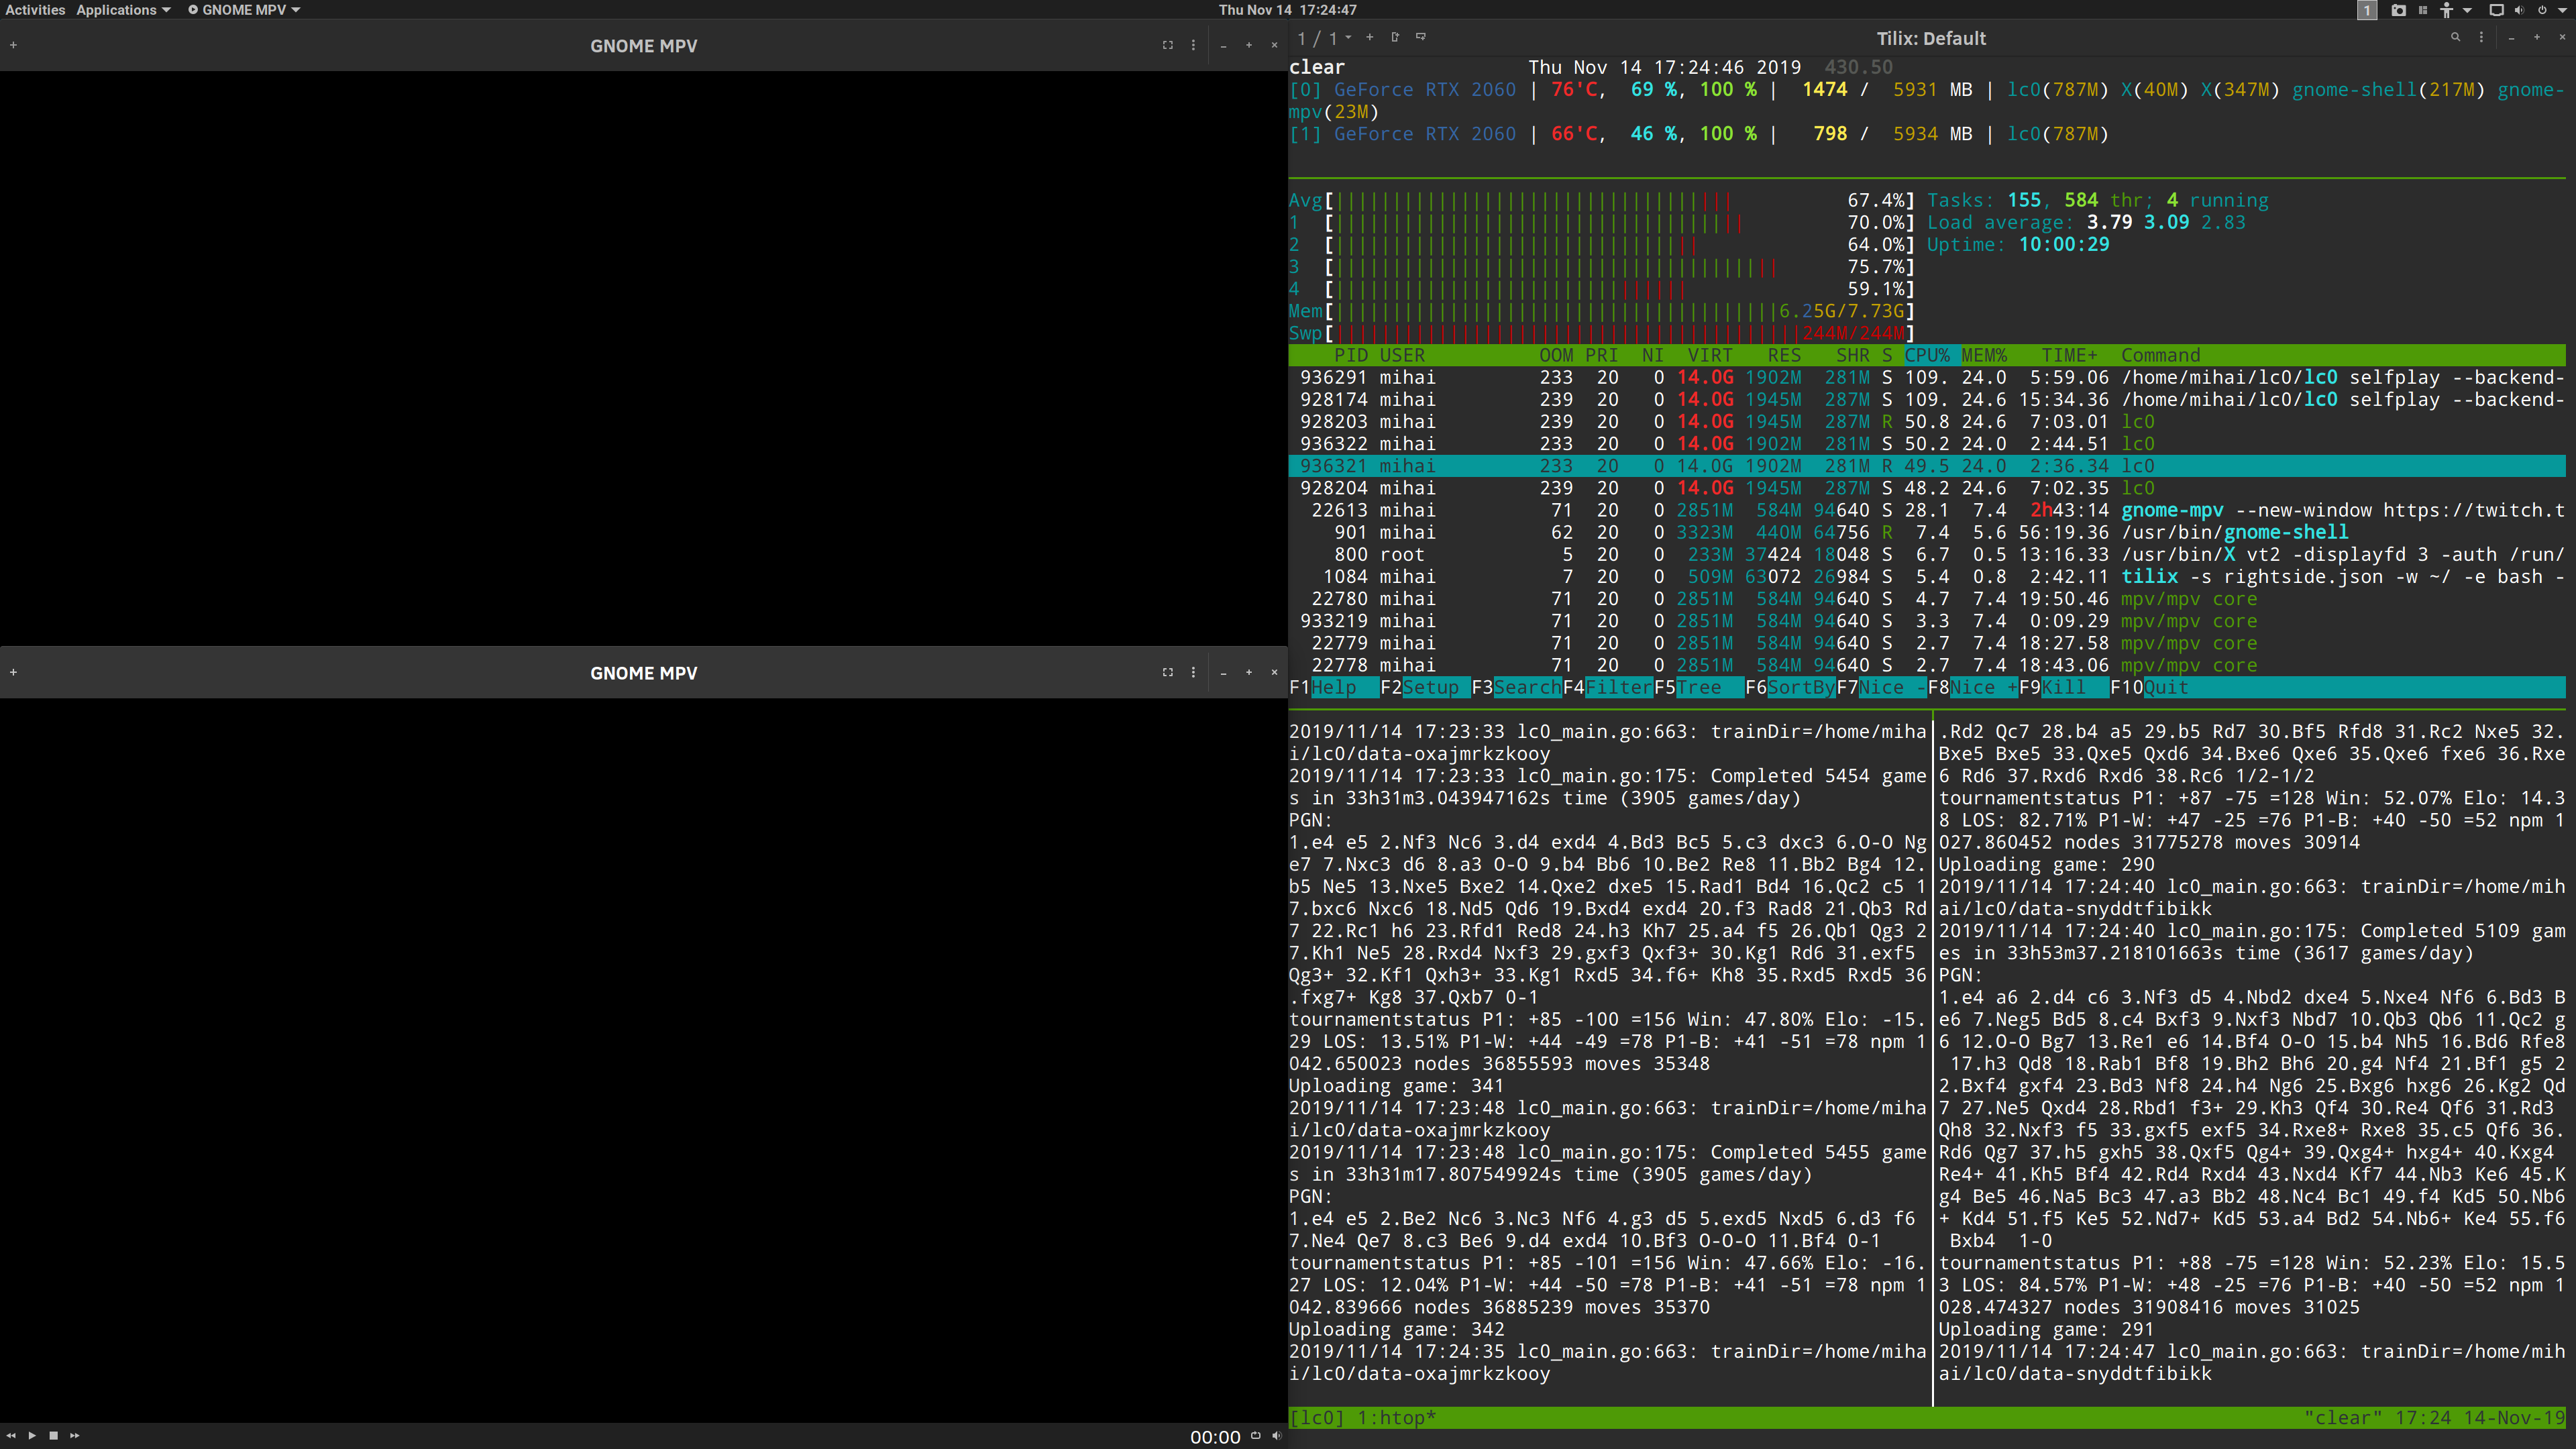 Activities Applications GNOME MPV Thu Nov 14 17:24:47 1
GNOME MPV
GNOME MPV
00:00
1 / 1 Tilix: Default
clear Thu Nov 14 17:24:46 2019 430.50
[0] GeForce RTX 2060 | 76'C, 69 %, 100 % | 1474 / 5931 MB | lc0(787M) X(40M) X(347M) gnome-shell(217M) gnome-
mpv(23M)
[1] GeForce RTX 2060 | 66'C, 46 %, 100 % | 798 / 5934 MB | lc0(787M)
Avg[ 67.4%] Tasks: 155, 584 thr; 4 running
1 [ 70.0%] Load average: 3.79 3.09 2.83
2 [ 64.0%] Uptime: 10:00:29
3 [ 75.7%]
4 [ 59.1%]
Mem[ 6.25G/7.73G]
Swp[ 244M/244M]
PID USER OOM PRI NI VIRT RES SHR S CPU% MEM% TIME+ Command
936291 mihai 233 20 0 14.0G 1902M 281M S 109. 24.0 5:59.06 /home/mihai/lc0/lc0 selfplay --backend-
928174 mihai 239 20 0 14.0G 1945M 287M S 109. 24.6 15:34.36 /home/mihai/lc0/lc0 selfplay --backend-
928203 mihai 239 20 0 14.0G 1945M 287M R 50.8 24.6 7:03.01 lc0
936322 mihai 233 20 0 14.0G 1902M 281M S 50.2 24.0 2:44.51 lc0
936321 mihai 233 20 0 14.0G 1902M 281M R 49.5 24.0 2:36.34 lc0
928204 mihai 239 20 0 14.0G 1945M 287M S 48.2 24.6 7:02.35 lc0
22613 mihai 71 20 0 2851M 584M 94640 S 28.1 7.4 2h43:14 gnome-mpv --new-window https://twitch.t
901 mihai 62 20 0 3323M 440M 64756 R 7.4 5.6 56:19.36 /usr/bin/gnome-shell
800 root 5 20 0 233M 37424 18048 S 6.7 0.5 13:16.33 /usr/bin/X vt2 -displayfd 3 -auth /run/
1084 mihai 7 20 0 509M 63072 26984 S 5.4 0.8 2:42.11 tilix -s rightside.json -w ~/ -e bash -
22780 mihai 71 20 0 2851M 584M 94640 S 4.7 7.4 19:50.46 mpv/mpv core
933219 mihai 71 20 0 2851M 584M 94640 S 3.3 7.4 0:09.29 mpv/mpv core
22779 mihai 71 20 0 2851M 584M 94640 S 2.7 7.4 18:27.58 mpv/mpv core
22778 mihai 71 20 0 2851M 584M 94640 S 2.7 7.4 18:43.06 mpv/mpv core
F1Help F2Setup F3SearchF4FilterF5Tree F6SortByF7Nice -F8Nice +F9Kill F10Quit
2019/11/14 17:23:33 lc0_main.go:663: trainDir=/home/miha
i/lc0/data-oxajmrkzkooy
2019/11/14 17:23:33 lc0_main.go:175: Completed 5454 game
s in 33h31m3.043947162s time (3905 games/day)
PGN:
1.e4 e5 2.Nf3 Nc6 3.d4 exd4 4.Bd3 Bc5 5.c3 dxc3 6.O-O Ng
e7 7.Nxc3 d6 8.a3 O-O 9.b4 Bb6 10.Be2 Re8 11.Bb2 Bg4 12.
b5 Ne5 13.Nxe5 Bxe2 14.Qxe2 dxe5 15.Rad1 Bd4 16.Qc2 c5 1
7.bxc6 Nxc6 18.Nd5 Qd6 19.Bxd4 exd4 20.f3 Rad8 21.Qb3 Rd
7 22.Rc1 h6 23.Rfd1 Red8 24.h3 Kh7 25.a4 f5 26.Qb1 Qg3 2
7.Kh1 Ne5 28.Rxd4 Nxf3 29.gxf3 Qxf3+ 30.Kg1 Rd6 31.exf5
Qg3+ 32.Kf1 Qxh3+ 33.Kg1 Rxd5 34.f6+ Kh8 35.Rxd5 Rxd5 36
.fxg7+ Kg8 37.Qxb7 0-1
tournamentstatus P1: +85 -100 =156 Win: 47.80% Elo: -15.
29 LOS: 13.51% P1-W: +44 -49 =78 P1-B: +41 -51 =78 npm 1
042.650023 nodes 36855593 moves 35348
Uploading game: 341
2019/11/14 17:23:48 lc0_main.go:663: trainDir=/home/miha
i/lc0/data-oxajmrkzkooy
2019/11/14 17:23:48 lc0_main.go:175: Completed 5455 game
s in 33h31m17.807549924s time (3905 games/day)
PGN:
1.e4 e5 2.Be2 Nc6 3.Nc3 Nf6 4.g3 d5 5.exd5 Nxd5 6.d3 f6
7.Ne4 Qe7 8.c3 Be6 9.d4 exd4 10.Bf3 O-O-O 11.Bf4 0-1
tournamentstatus P1: +85 -101 =156 Win: 47.66% Elo: -16.
27 LOS: 12.04% P1-W: +44 -50 =78 P1-B: +41 -51 =78 npm 1
042.839666 nodes 36885239 moves 35370
Uploading game: 342
2019/11/14 17:24:35 lc0_main.go:663: trainDir=/home/miha
i/lc0/data-oxajmrkzkooy
.Rd2 Qc7 28.b4 a5 29.b5 Rd7 30.Bf5 Rfd8 31.Rc2 Nxe5 32.
Bxe5 Bxe5 33.Qxe5 Qxd6 34.Bxe6 Qxe6 35.Qxe6 fxe6 36.Rxe
6 Rd6 37.Rxd6 Rxd6 38.Rc6 1/2-1/2
tournamentstatus P1: +87 -75 =128 Win: 52.07% Elo: 14.3
8 LOS: 82.71% P1-W: +47 -25 =76 P1-B: +40 -50 =52 npm 1
027.860452 nodes 31775278 moves 30914
Uploading game: 290
2019/11/14 17:24:40 lc0_main.go:663: trainDir=/home/mih
ai/lc0/data-snyddtfibikk
2019/11/14 17:24:40 lc0_main.go:175: Completed 5109 gam
es in 33h53m37.218101663s time (3617 games/day)
PGN:
1.e4 a6 2.d4 c6 3.Nf3 d5 4.Nbd2 dxe4 5.Nxe4 Nf6 6.Bd3 B
e6 7.Neg5 Bd5 8.c4 Bxf3 9.Nxf3 Nbd7 10.Qb3 Qb6 11.Qc2 g
6 12.O-O Bg7 13.Re1 e6 14.Bf4 O-O 15.b4 Nh5 16.Bd6 Rfe8
17.h3 Qd8 18.Rab1 Bf8 19.Bh2 Bh6 20.g4 Nf4 21.Bf1 g5 2
2.Bxf4 gxf4 23.Bd3 Nf8 24.h4 Ng6 25.Bxg6 hxg6 26.Kg2 Qd
7 27.Ne5 Qxd4 28.Rbd1 f3+ 29.Kh3 Qf4 30.Re4 Qf6 31.Rd3
Qh8 32.Nxf3 f5 33.gxf5 exf5 34.Rxe8+ Rxe8 35.c5 Qf6 36.
Rd6 Qg7 37.h5 gxh5 38.Qxf5 Qg4+ 39.Qxg4+ hxg4+ 40.Kxg4
Re4+ 41.Kh5 Bf4 42.Rd4 Rxd4 43.Nxd4 Kf7 44.Nb3 Ke6 45.K
g4 Be5 46.Na5 Bc3 47.a3 Bb2 48.Nc4 Bc1 49.f4 Kd5 50.Nb6
+ Kd4 51.f5 Ke5 52.Nd7+ Kd5 53.a4 Bd2 54.Nb6+ Ke4 55.f6
Bxb4 1-0
tournamentstatus P1: +88 -75 =128 Win: 52.23% Elo: 15.5
3 LOS: 84.57% P1-W: +48 -25 =76 P1-B: +40 -50 =52 npm 1
028.474327 nodes 31908416 moves 31025
Uploading game: 291
2019/11/14 17:24:47 lc0_main.go:663: trainDir=/home/mih
ai/lc0/data-snyddtfibikk
[lc0] 1:htop* "clear" 17:24 14-Nov-19